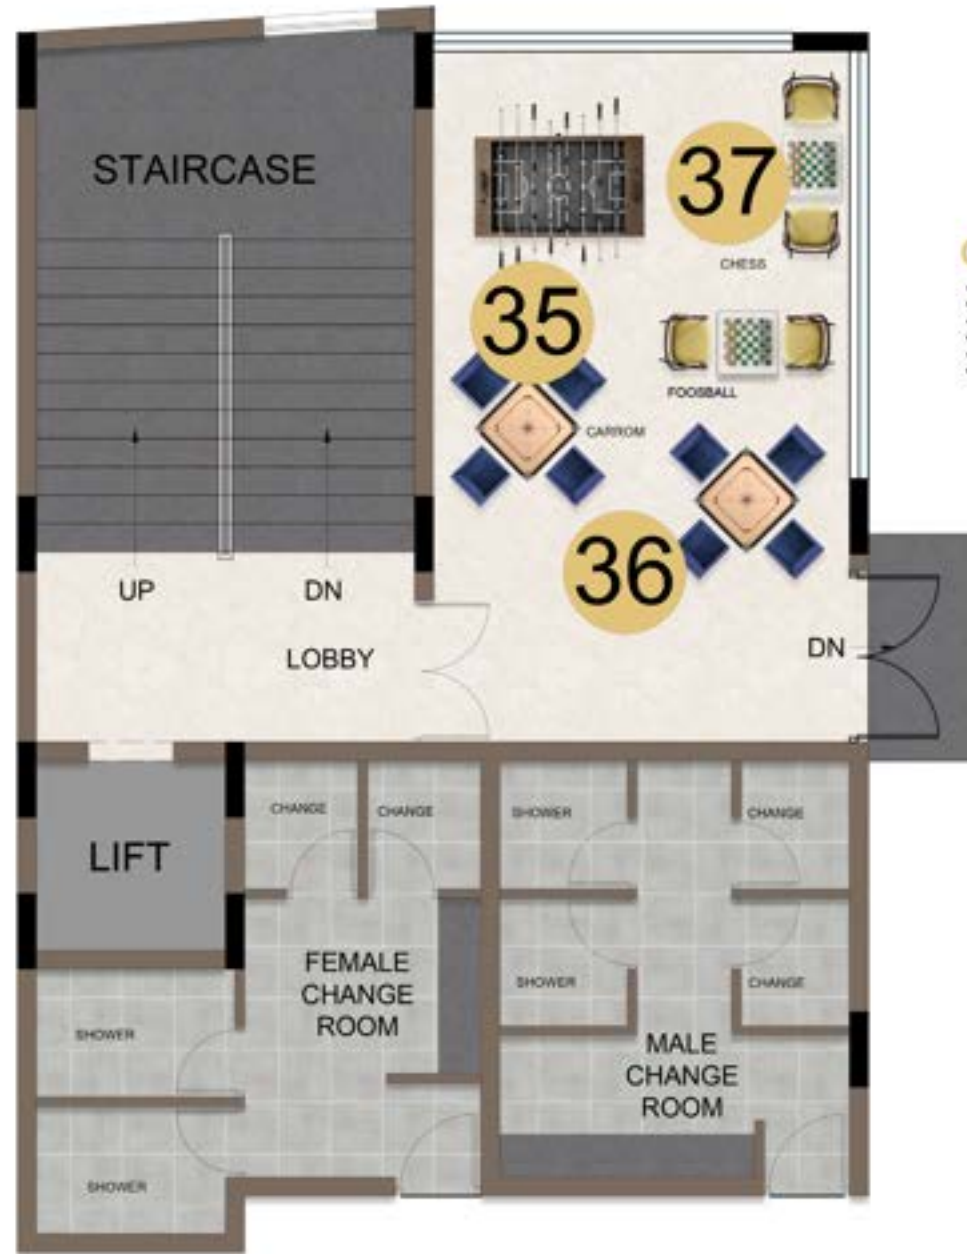 STAIRCASE
37
CHESS
35
FOOSBALL
CARROM
36
UP
DN
LOBBY
DN
CHANGE
CHANGE
SHOWER
CHANGE
LIFT
FEMALE
CHANGE
ROOM
SHOWER
CHANGE
SHOWER
MALE
CHANGE
ROOM
SHOWER